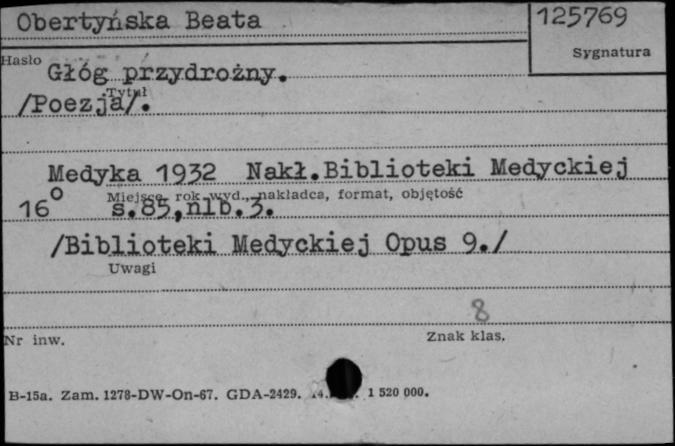 Obertyńska Beata
125769
Sygnatura
Hasło
Głóg przydrożny.
Tytuł
/Poezja/.
Medyka 1932 Nakł.Biblioteki Medyckiej
Miejsce, rok wyd., nakładca, format, objętość
16° s.85,nlb.3.
/Biblioteki Medyckiej Opus 9./
Uwagi
8
Nr inw.
Znak klas.
B-15a. Zam. 1278-DW-On-67. GDA-2429. 1 520 000.